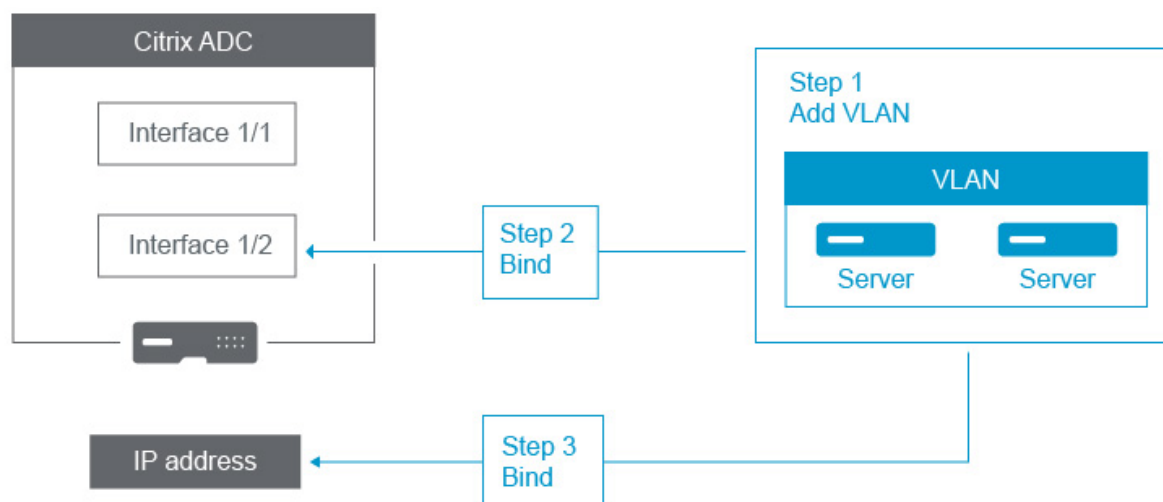 Citrix ADC
Interface 1/1
Interface 1/2
Step 2
Bind
Step 1
Add VLAN
VLAN
Server
Server
IP address
Step 3
Bind